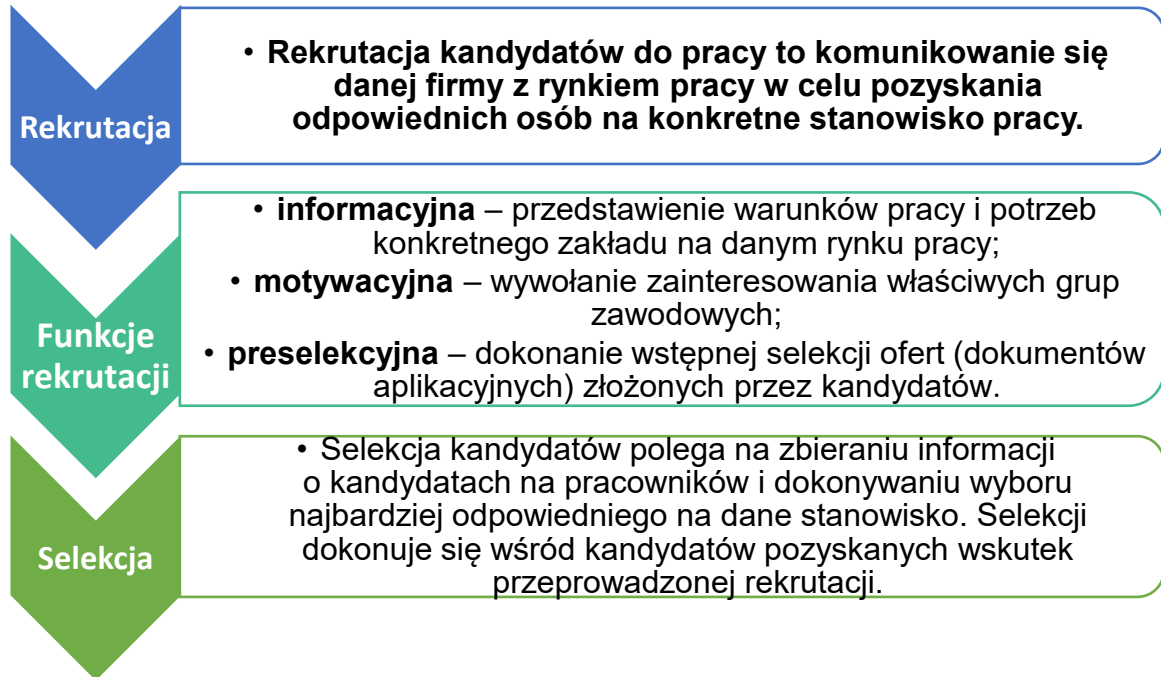 Rekrutacja
• Rekrutacja kandydatów do pracy to komunikowanie się
danej firmy z rynkiem pracy w celu pozyskania
odpowiednich osób na konkretne stanowisko pracy.
Funkcje
rekrutacji
• informacyjna – przedstawienie warunków pracy i potrzeb
konkretnego zakładu na danym rynku pracy;
• motywacyjna – wywołanie zainteresowania właściwych grup
zawodowych;
• preselekcyjna – dokonanie wstępnej selekcji ofert (dokumentów
aplikacyjnych) złożonych przez kandydatów.
Selekcja
• Selekcja kandydatów polega na zbieraniu informacji
o kandydatach na pracowników i dokonywaniu wyboru
najbardziej odpowiedniego na dane stanowisko. Selekcji
dokonuje się wśród kandydatów pozyskanych wskutek
przeprowadzonej rekrutacji.